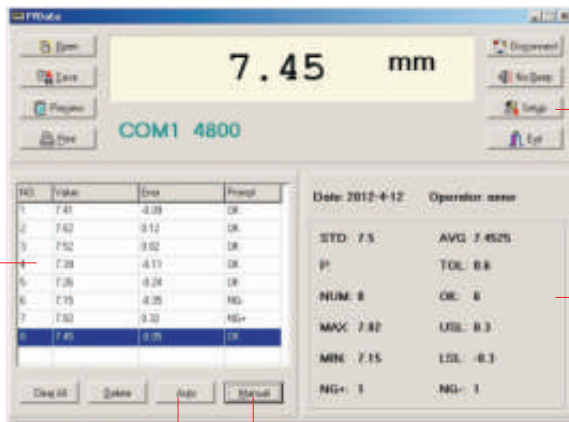 Open
Save
Preview
Print
7.45 mm
COM1 4800
Disconnect
No Beep
Setup
Exit
NO. Value Error Prompt
1 7.41 -0.09 OK
2 7.62 0.12 OK
3 7.52 0.02 OK
4 7.39 -0.11 OK
5 7.26 -0.24 OK
6 7.15 -0.35 NG-
7 7.82 0.32 NG+
8 7.45 -0.05 OK
Clear All Delete Auto Manual
Date: 2012-4-12 Operator:
STD: 7.5 AVG: 7.4525
P: TOL: 0.6
NUM: 8 OK: 6
MAX: 7.82 USL: 0.3
MIN: 7.15 LSL: -0.3
NG+: 1 NG-: 1